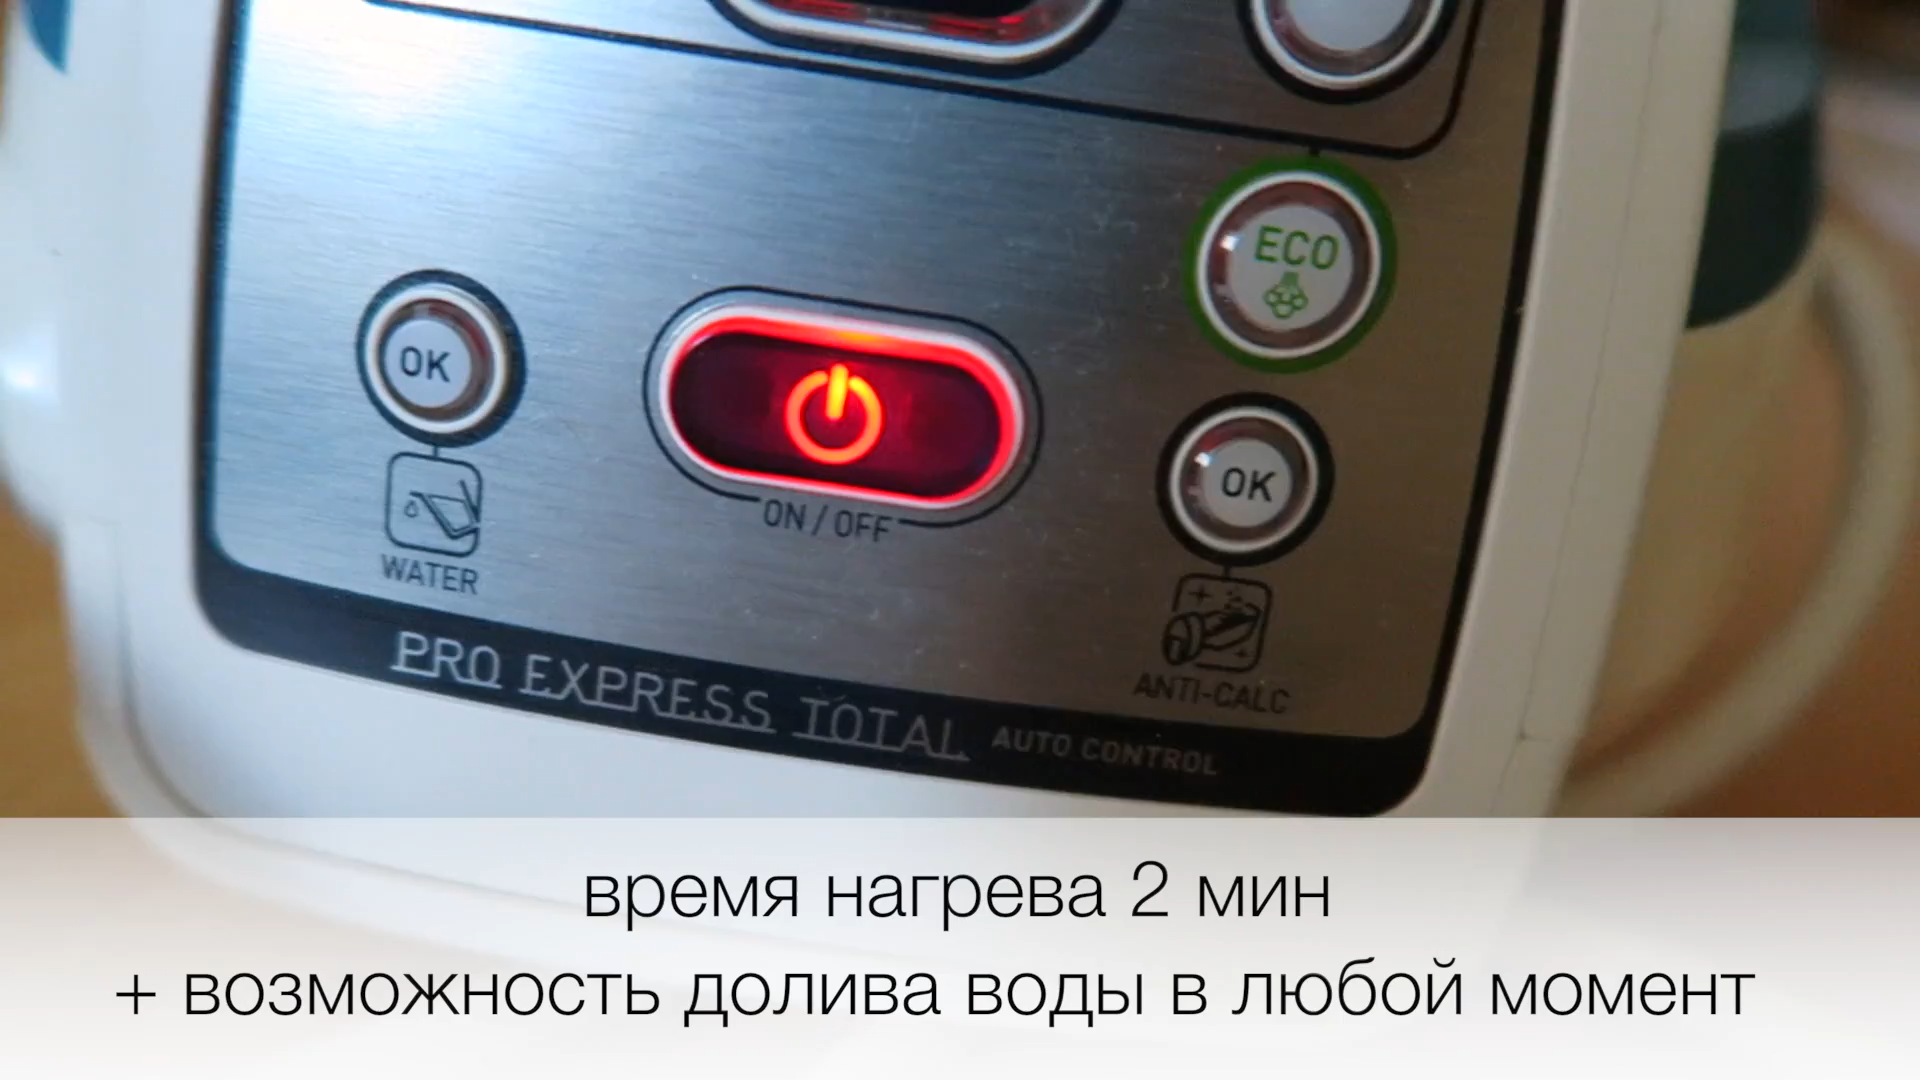 ECO
OK
OK
ON / OFF
WATER
ANTI-CALC
PRO EXPRESS TOTAL AUTO CONTROL
время нагрева 2 мин
+ возможность долива воды в любой момент